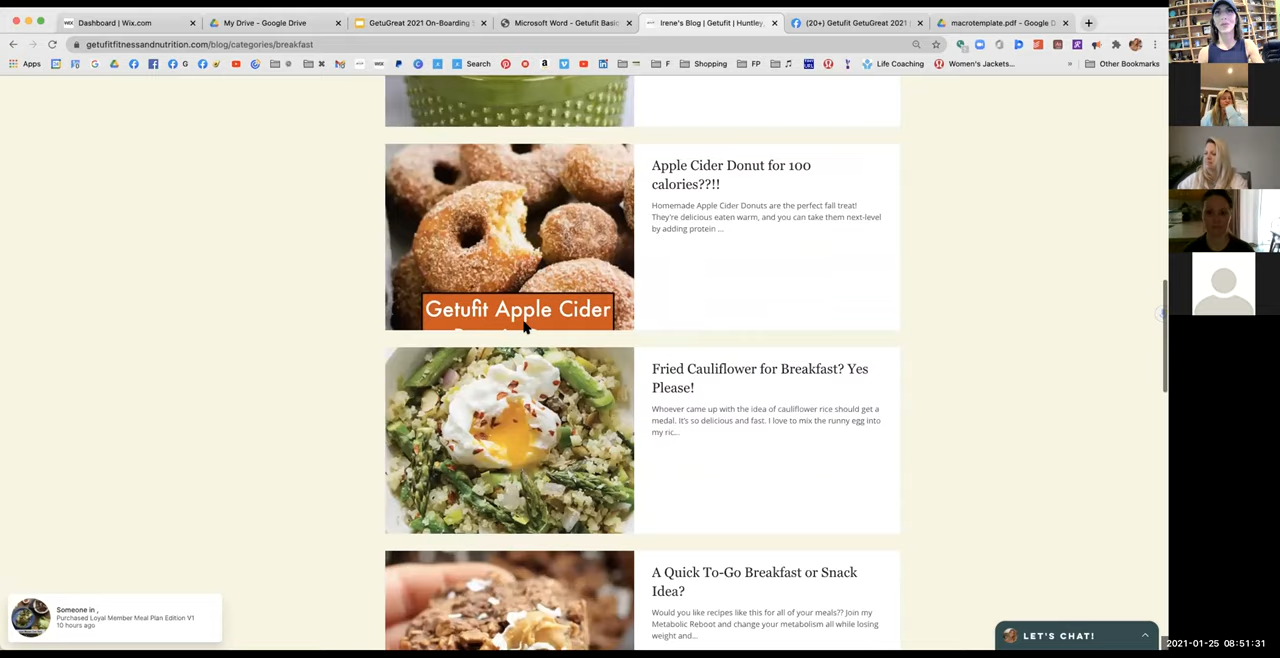 Dashboard | Wix.com
My Drive - Google Drive
GetuGreat 2021 On-Boarding
Microsoft Word - Getufit Basic
Irene's Blog | Getufit | Huntley,
(20+) Getufit GetuGreat 2021
macrotemplate.pdf - Google D
getufitfitnessandnutrition.com/blog/categories/breakfast
Apps
G
Search
F
Shopping
FP
Life Coaching
Women's Jackets...
Other Bookmarks
Apple Cider Donut for 100
calories??!!
Homemade Apple Cider Donuts are the perfect fall treat!
They're delicious eaten warm, and you can take them next-level
by adding protein ...
Getufit Apple Cider
Fried Cauliflower for Breakfast? Yes
Please!
Whoever came up with the idea of cauliflower rice should get a
medal. It's so delicious and fast. I love to mix the runny egg into
my ric...
A Quick To-Go Breakfast or Snack
Idea?
Would you like recipes like this for all of your meals?? Join my
Metabolic Reboot and change your metabolism all while losing
weight and...
Someone in ,
Purchased Loyal Member Meal Plan Edition V1
10 hours ago
LET'S CHAT!
2021-01-25 08:51:31